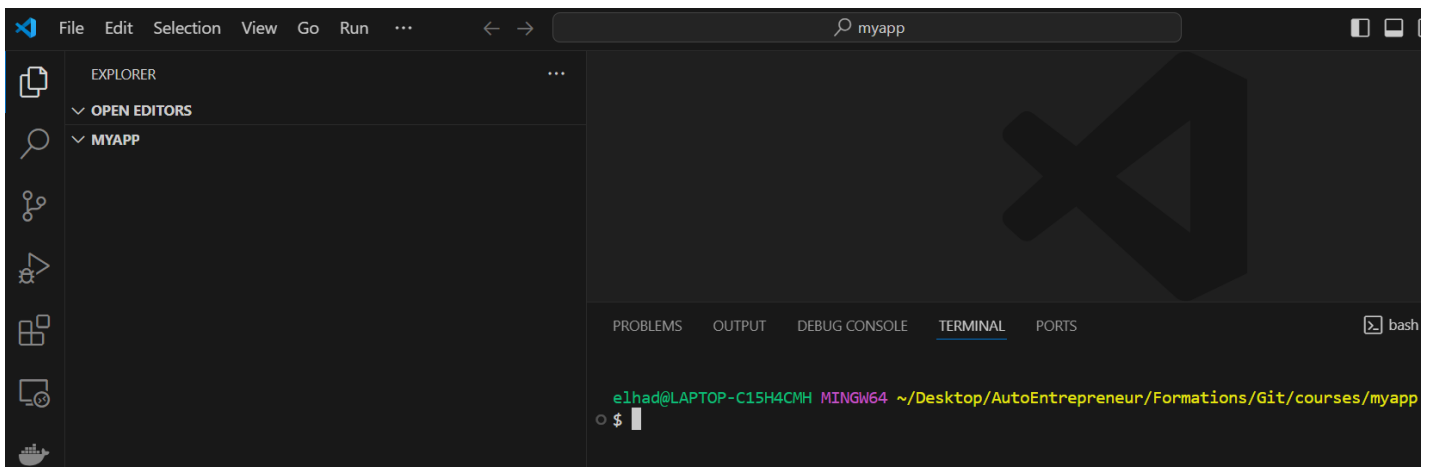 File Edit Selection View Go Run ··· ← → myapp
EXPLORER ···
OPEN EDITORS
MYAPP
PROBLEMS OUTPUT DEBUG CONSOLE TERMINAL PORTS bash
elhad@LAPTOP-C15H4CMH MINGW64 ~/Desktop/AutoEntrepreneur/Formations/Git/courses/myapp
$